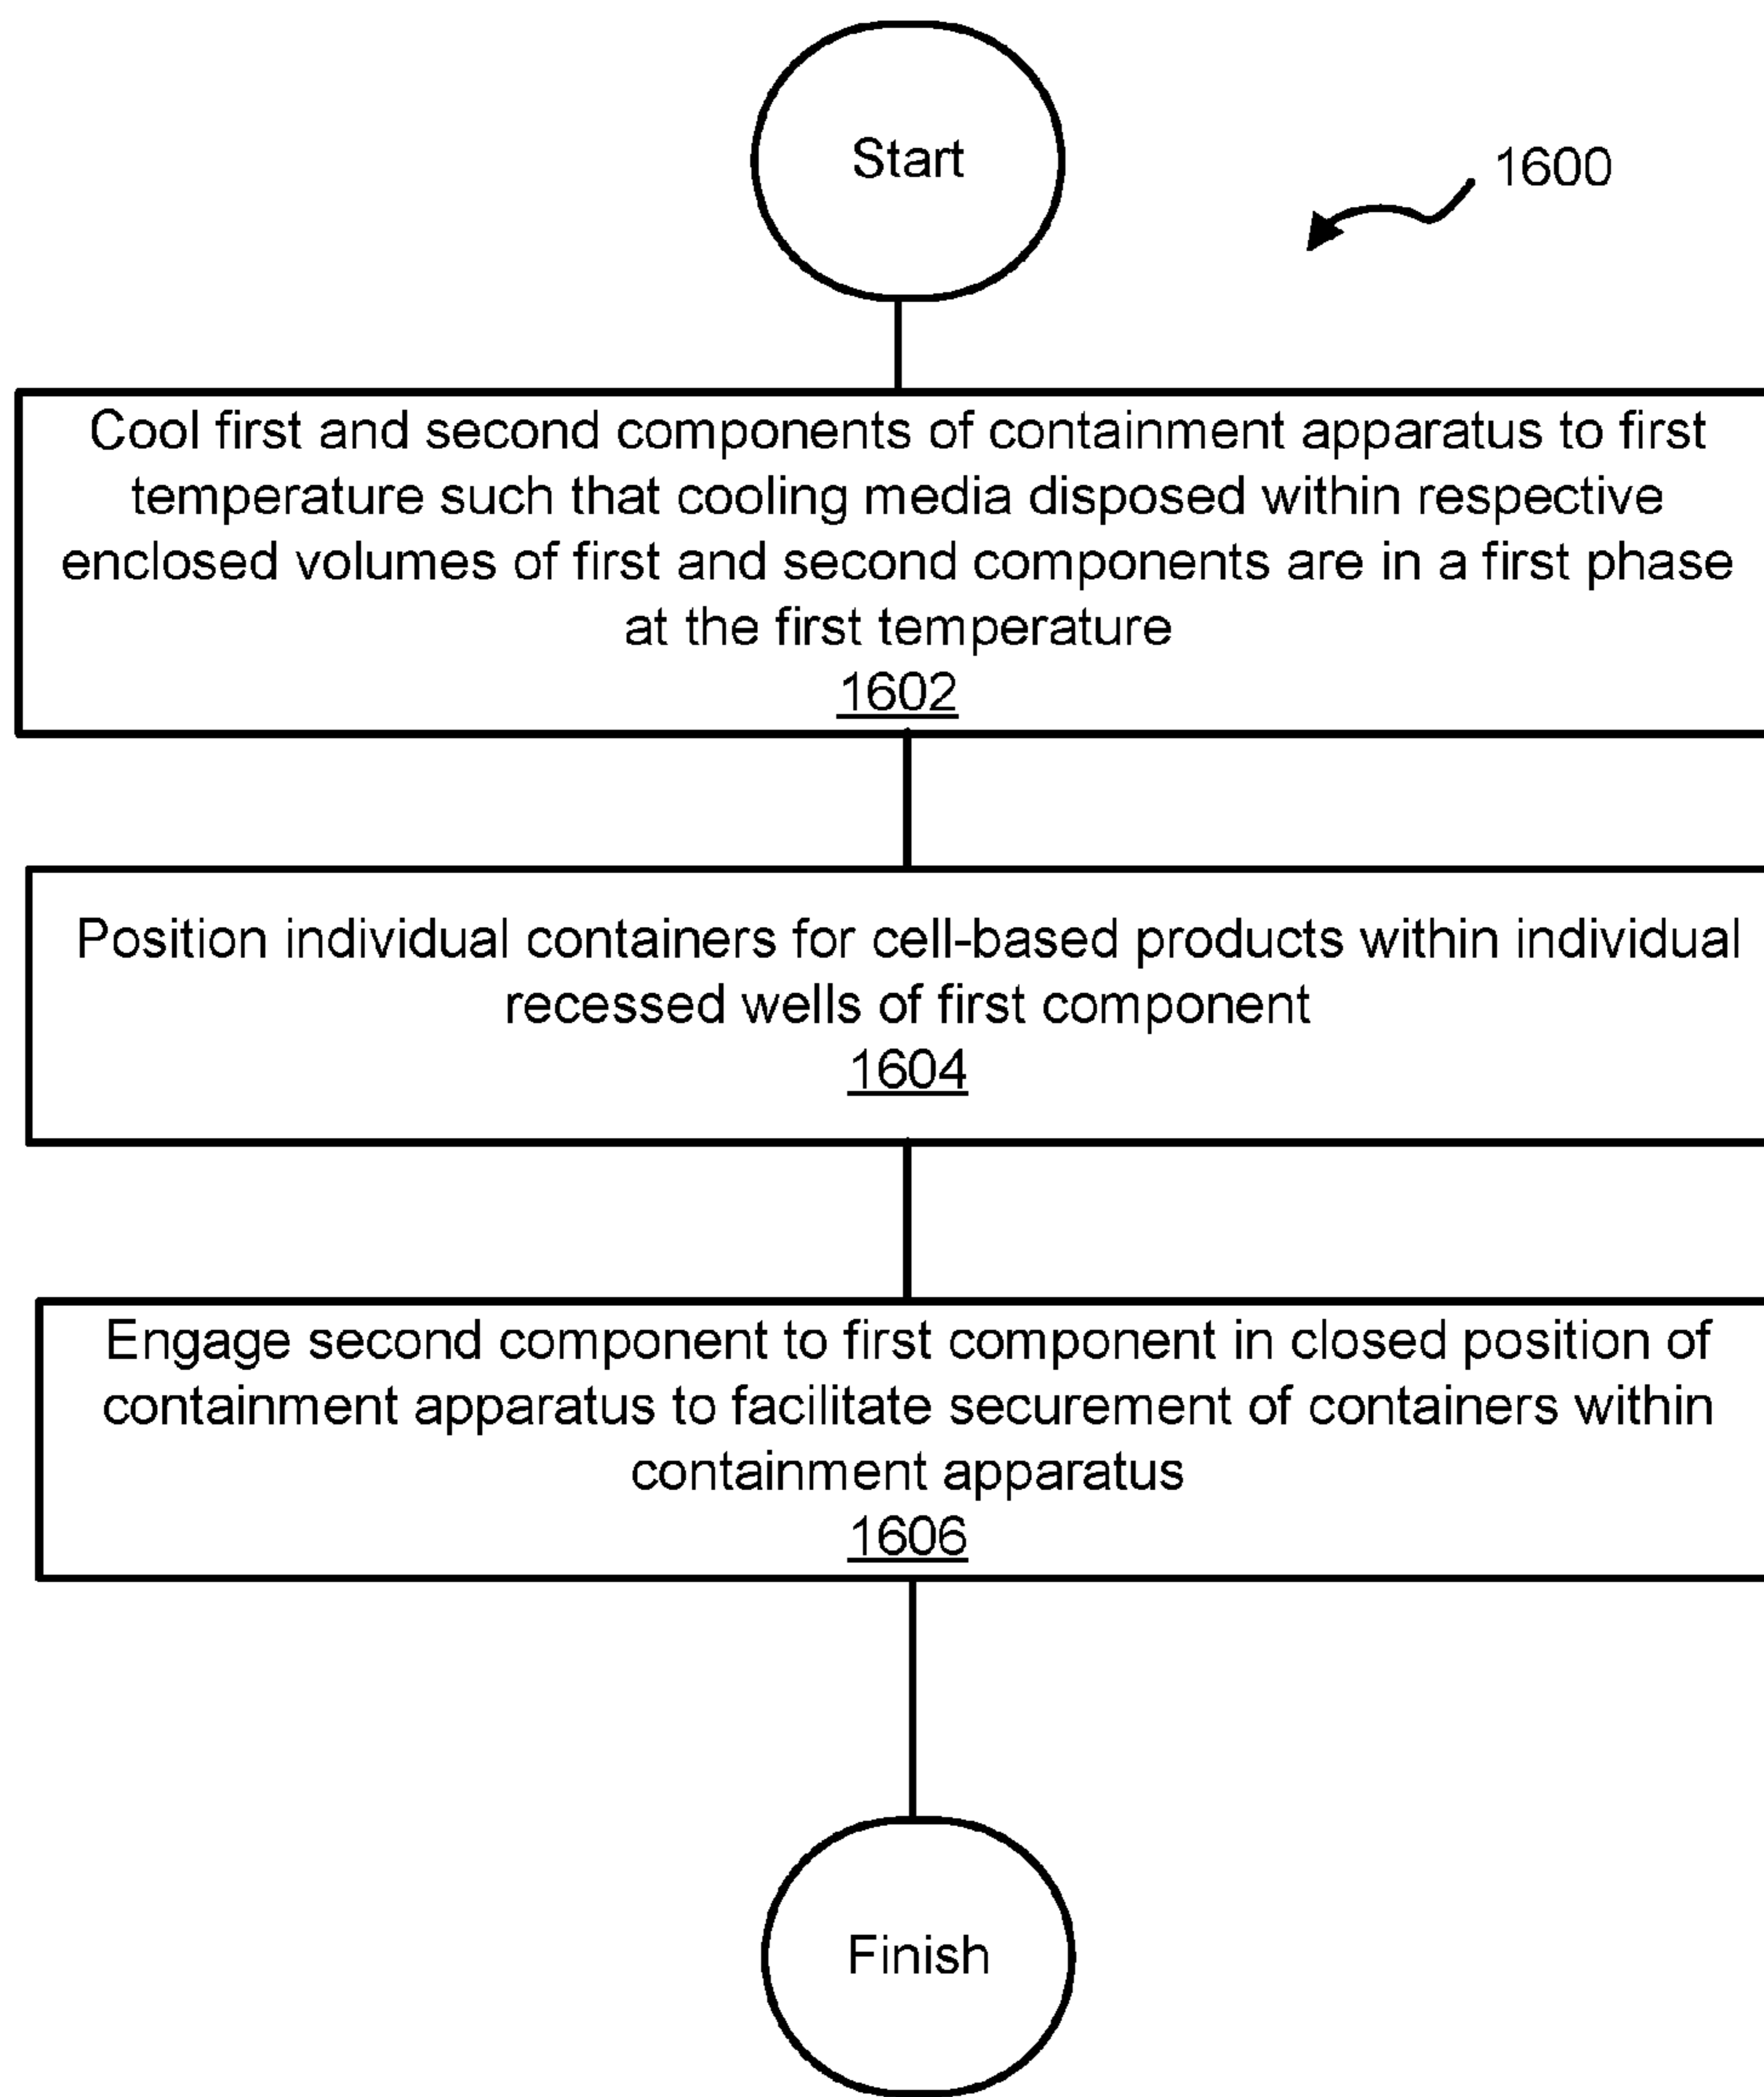 Start
1600
Cool first and second components of containment apparatus to first
temperature such that cooling media disposed within respective
enclosed volumes of first and second components are in a first phase
at the first temperature
1602
Position individual containers for cell-based products within individual
recessed wells of first component
1604
Engage second component to first component in closed position of
containment apparatus to facilitate securement of containers within
containment apparatus
1606
Finish